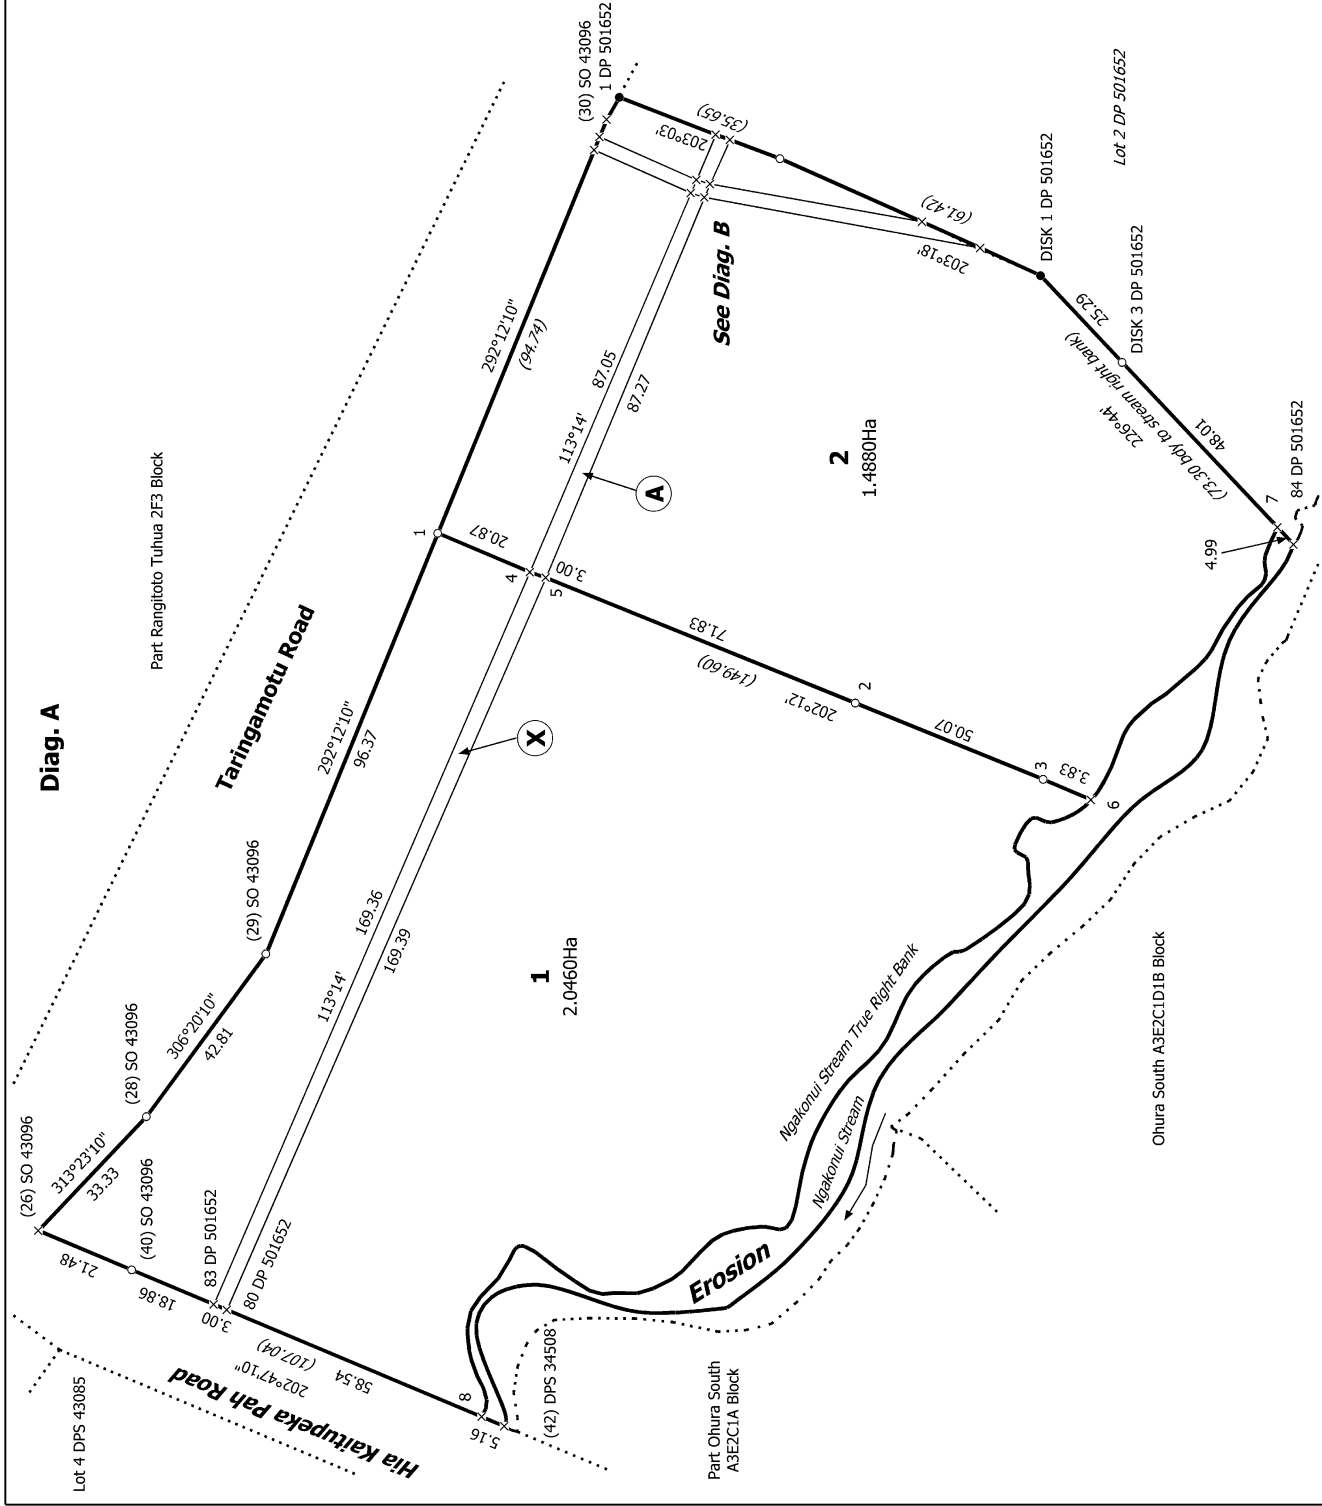 Diag. A
Part Rangitoto Tuhua 2F3 Block
Taringamotu Road
Lot 4 DPS 43085
Hia Kaitupeka Pah Road
(26) SO 43096
313°23'10"
33.33
(28) SO 43096
306°20'10"
42.81
(29) SO 43096
292°12'10"
96.37
1
292°12'10"
(94.74)
(30) SO 43096
1 DP 501652
21.48
(40) SO 43096
18.86
83 DP 501652
3.00
80 DP 501652
202°47'10"
(107.04)
58.54
8
5.16
(42) DPS 34508
113°14'
169.36
169.39
X
4
5
20.87
3.00
113°14'
87.05
87.27
A
See Diag. B
203°03'
(35.65)
(61.42)
203°18'
DISK 1 DP 501652
25.29
DISK 3 DP 501652
Lot 2 DP 501652
(73.30 bdy to stream right bank)
226°44'
48.01
7
84 DP 501652
4.99
71.83
(149.60)
202°12'
2
50.07
3
3.83
6
1
2.0460Ha
2
1.4880Ha
Ngakonui Stream True Right Bank
Ngakonui Stream
Erosion
Part Ohura South
A3E2C1A Block
Ohura South A3E2C1D1B Block